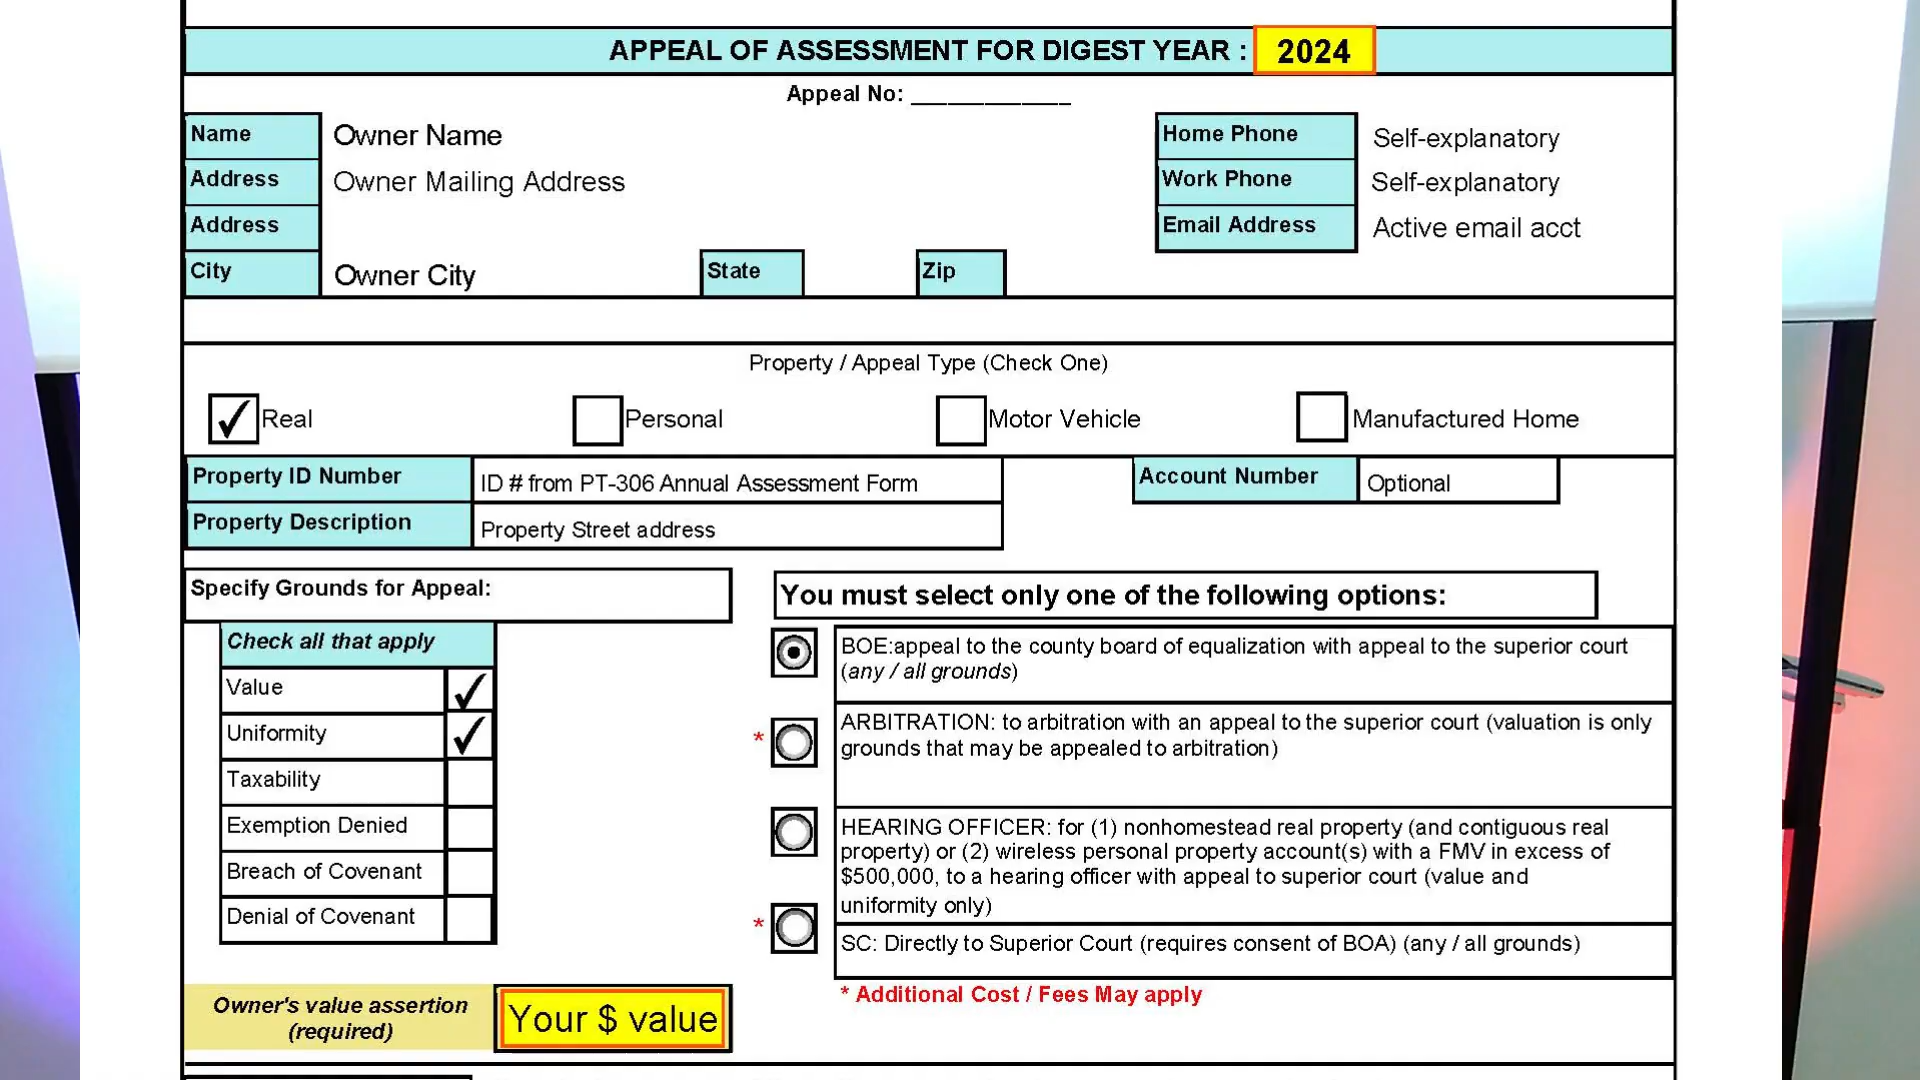 APPEAL OF ASSESSMENT FOR DIGEST YEAR : 2024
Appeal No: _____________
Name Owner Name Home Phone Self-explanatory
Address Owner Mailing Address Work Phone Self-explanatory
Address Email Address Active email acct
City Owner City State Zip
Property / Appeal Type (Check One)
Real Personal Motor Vehicle Manufactured Home
Property ID Number ID # from PT-306 Annual Assessment Form Account Number Optional
Property Description Property Street address
Specify Grounds for Appeal:
Check all that apply
Value
Uniformity
Taxability
Exemption Denied
Breach of Covenant
Denial of Covenant
Owner's value assertion
(required)
Your $ value
You must select only one of the following options:
BOE:appeal to the county board of equalization with appeal to the superior court
(any / all grounds)
* ARBITRATION: to arbitration with an appeal to the superior court (valuation is only
grounds that may be appealed to arbitration)
HEARING OFFICER: for (1) nonhomestead real property (and contiguous real
property) or (2) wireless personal property account(s) with a FMV in excess of
$500,000, to a hearing officer with appeal to superior court (value and
uniformity only)
* SC: Directly to Superior Court (requires consent of BOA) (any / all grounds)
* Additional Cost / Fees May apply